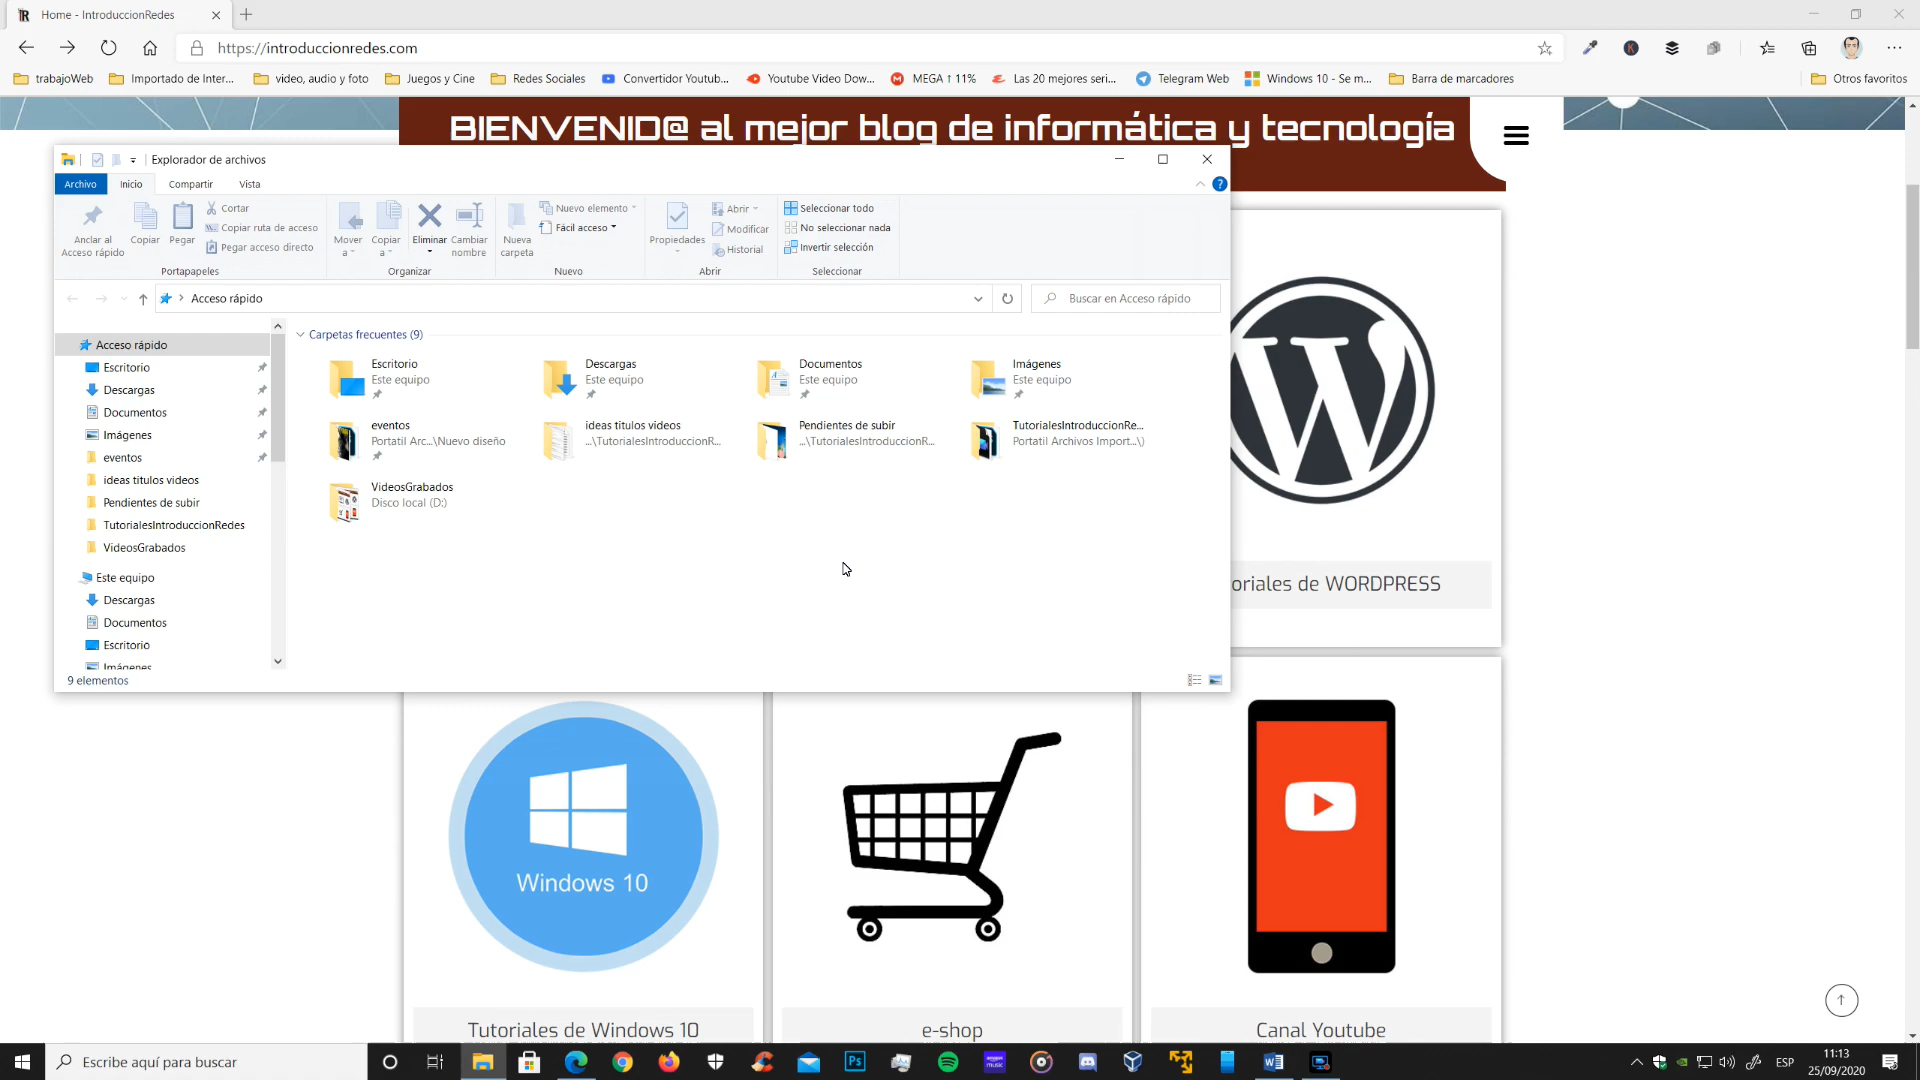 Home - IntroduccionRedes
https://introduccionredes.com
trabajoWeb
Importado de Inter...
video, audio y foto
Juegos y Cine
Redes Sociales
Convertidor Youtub...
Youtube Video Dow...
MEGA ↑ 11%
Las 20 mejores seri...
Telegram Web
Windows 10 - Se m...
Barra de marcadores
Otros favoritos
BIENVENID@ al mejor blog de informática y tecnología
Explorador de archivos
Archivo
Inicio
Compartir
Vista
Anclar al
Acceso rápido
Copiar
Pegar
Cortar
Copiar ruta de acceso
Pegar acceso directo
Portapapeles
Mover
a
Copiar
a
Eliminar
Cambiar
nombre
Organizar
Nueva
carpeta
Nuevo elemento
Fácil acceso
Nuevo
Propiedades
Abrir
Modificar
Historial
Abrir
Seleccionar todo
No seleccionar nada
Invertir selección
Seleccionar
Acceso rápido
Buscar en Acceso rápido
Acceso rápido
Escritorio
Descargas
Documentos
Imágenes
eventos
ideas titulos videos
Pendientes de subir
TutorialesIntroduccionRedes
VideosGrabados
Este equipo
Descargas
Documentos
Escritorio
Imágenes
Carpetas frecuentes (9)
Escritorio
Este equipo
Descargas
Este equipo
Documentos
Este equipo
Imágenes
Este equipo
eventos
Portatil Arc...\Nuevo diseño
ideas titulos videos
...\TutorialesIntroduccionR...
Pendientes de subir
...\TutorialesIntroduccionR...
TutorialesIntroduccionRe...
Portatil Archivos Import...\)
VideosGrabados
Disco local (D:)
9 elementos
oriales de WORDPRESS
Windows 10
Tutoriales de Windows 10
e-shop
Canal Youtube
Escribe aquí para buscar
ESP
11:13
25/09/2020